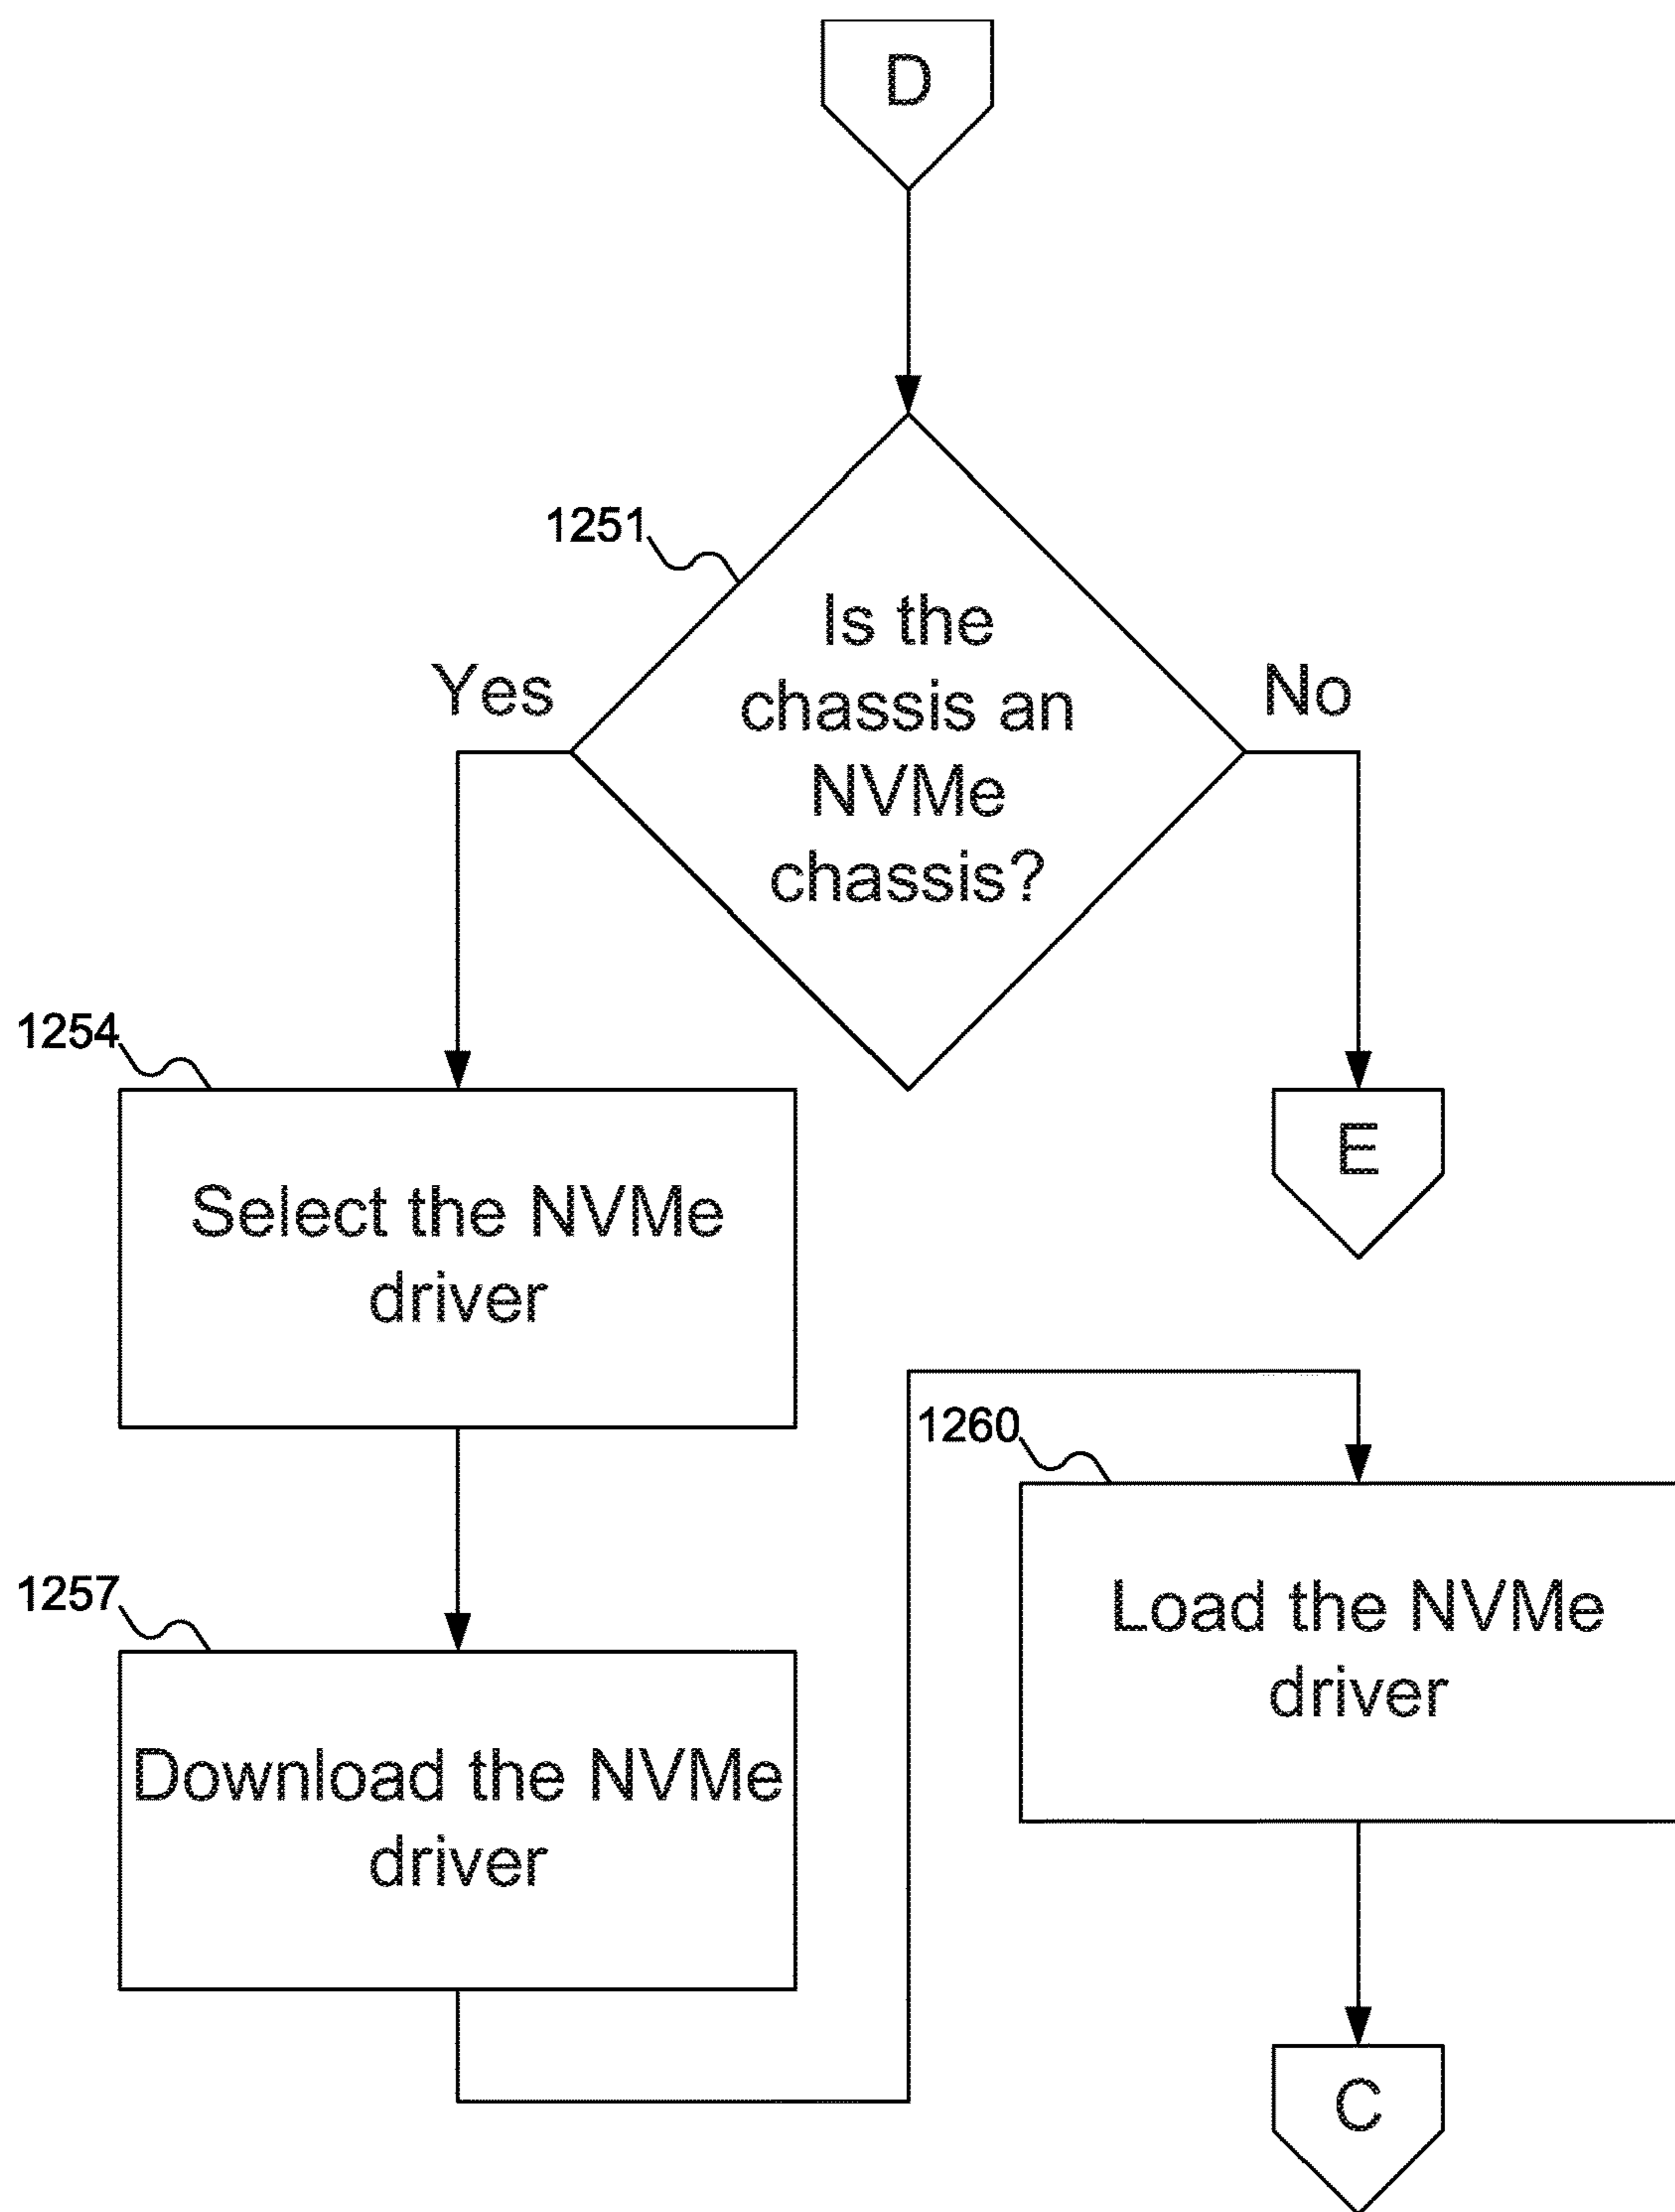 D
1251
Is the
chassis an
NVMe
chassis?
Yes
No
1254
Select the NVMe
driver
E
1257
Download the NVMe
driver
1260
Load the NVMe
driver
C